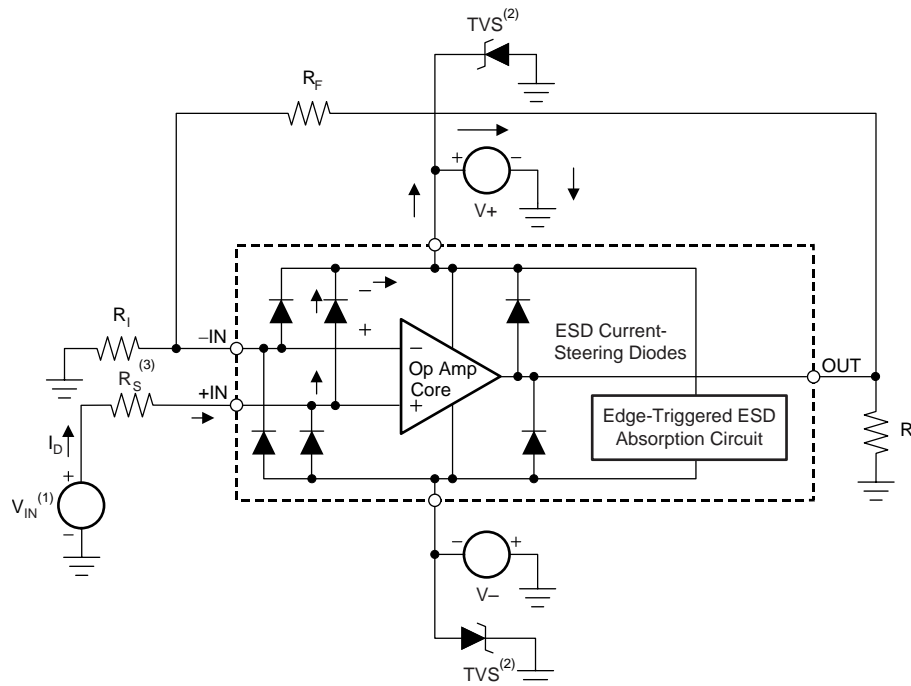 TVS(2)
RF
+ −
V+
RI
−IN
−
+
−
Op Amp
Core
+
ESD Current-
Steering Diodes
OUT
RS(3)
+IN
Edge-Triggered ESD
Absorption Circuit
R
ID
+
VIN(1)
−
− +
V−
TVS(2)